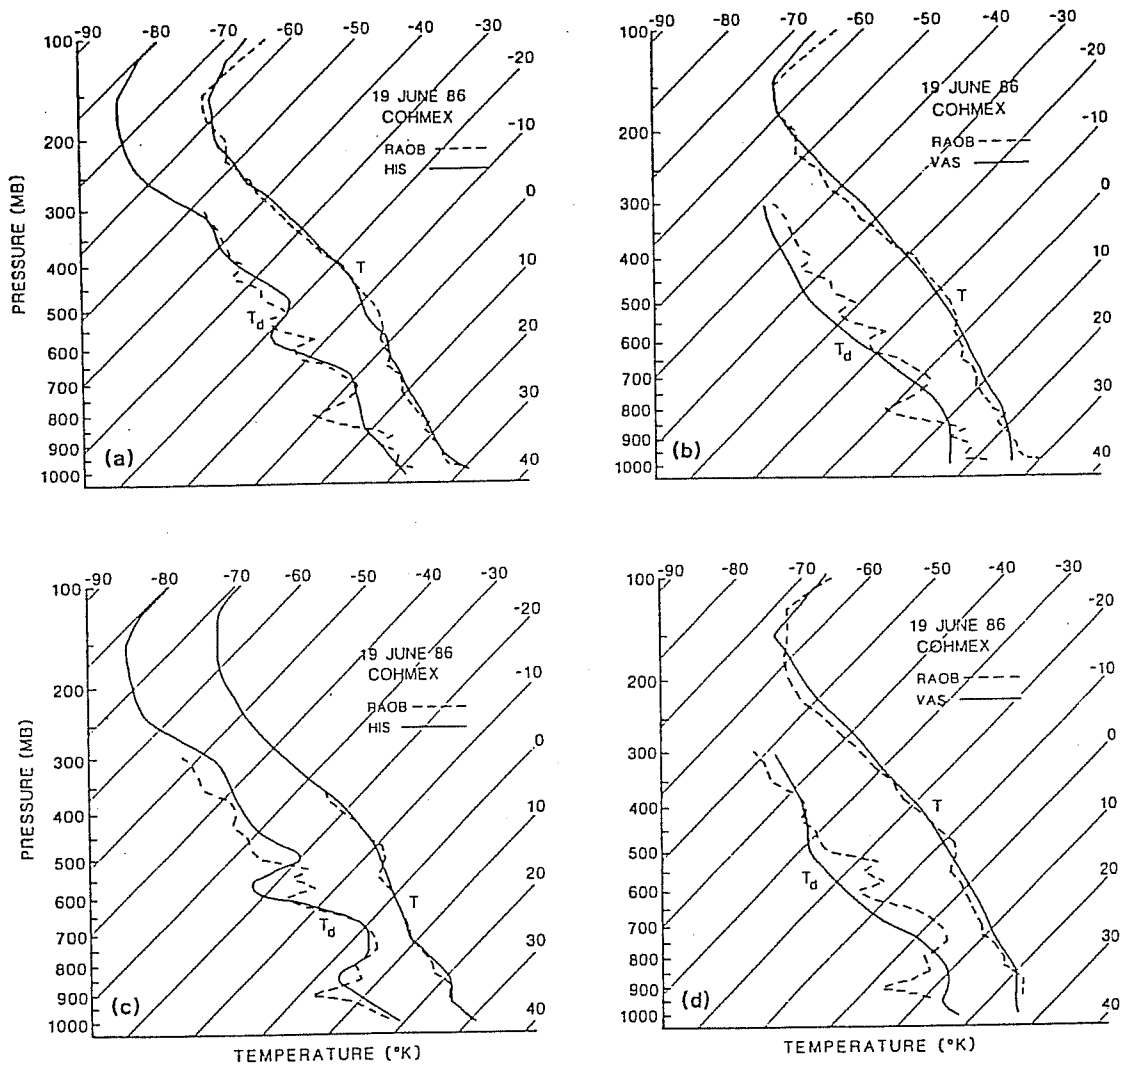 -90 -80 -70 -60 -50 -40 -30
100
-20
19 JUNE 86
COHMEX
-10
RAOB
HIS
200
0
300
10
400
T
20
500
Td
600
30
700
800
900
1000
40
(a)
PRESSURE (MB)
-90 -80 -70 -60 -50 -40 -30
100
-20
19 JUNE 86
COHMEX
-10
RAOB
VAS
200
0
300
10
400
T
20
500
Td
600
30
700
800
900
1000
40
(b)
-90 -80 -70 -60 -50 -40 -30
100
-20
19 JUNE 86
COHMEX
-10
RAOB
HIS
200
0
300
10
400
20
500
T
600
Td
30
700
800
900
1000
40
(c)
PRESSURE (MB)
TEMPERATURE (°K)
-90 -80 -70 -60 -50 -40 -30
100
-20
19 JUNE 86
COHMEX
-10
RAOB
VAS
200
0
300
10
400
T
20
500
Td
600
30
700
800
900
1000
40
(d)
TEMPERATURE (°K)